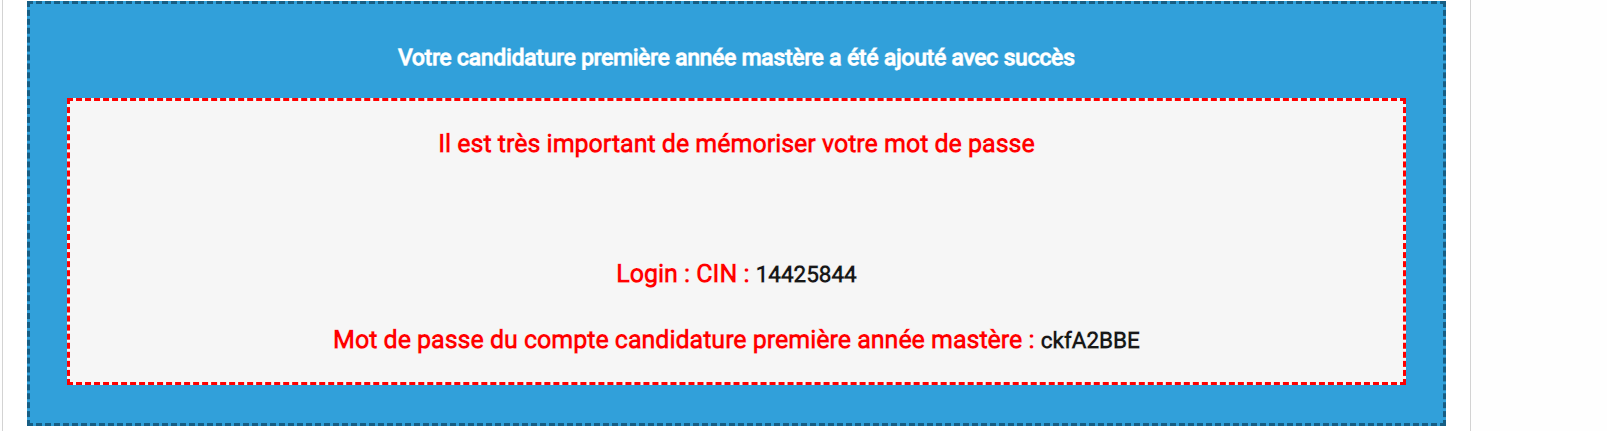 Votre candidature première année mastère a été ajouté avec succès
Il est très important de mémoriser votre mot de passe
Login : CIN : 14425844
Mot de passe du compte candidature première année mastère : ckfA2BBE